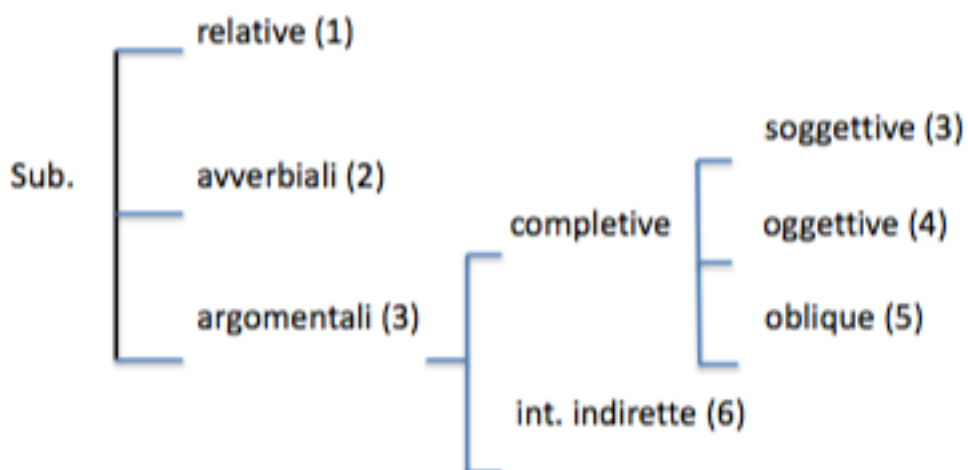 relative (1)
Sub.
avverbiali (2)
argomentali (3)
completive
int. indirette (6)
soggettive (3)
oggettive (4)
oblique (5)